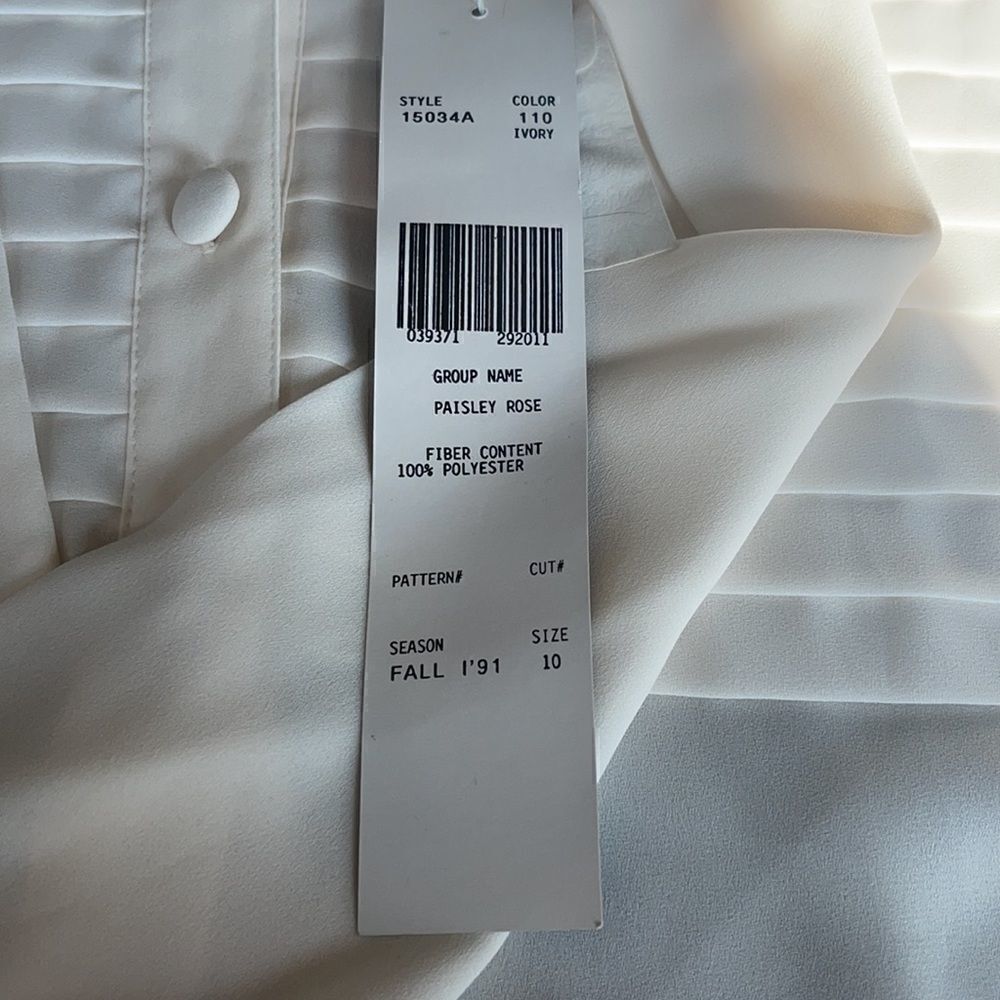 STYLE COLOR
15034A 110
IVORY
039371 292011
GROUP NAME
PAISLEY ROSE
FIBER CONTENT
100% POLYESTER
PATTERN# CUT#
SEASON SIZE
FALL I'91 10